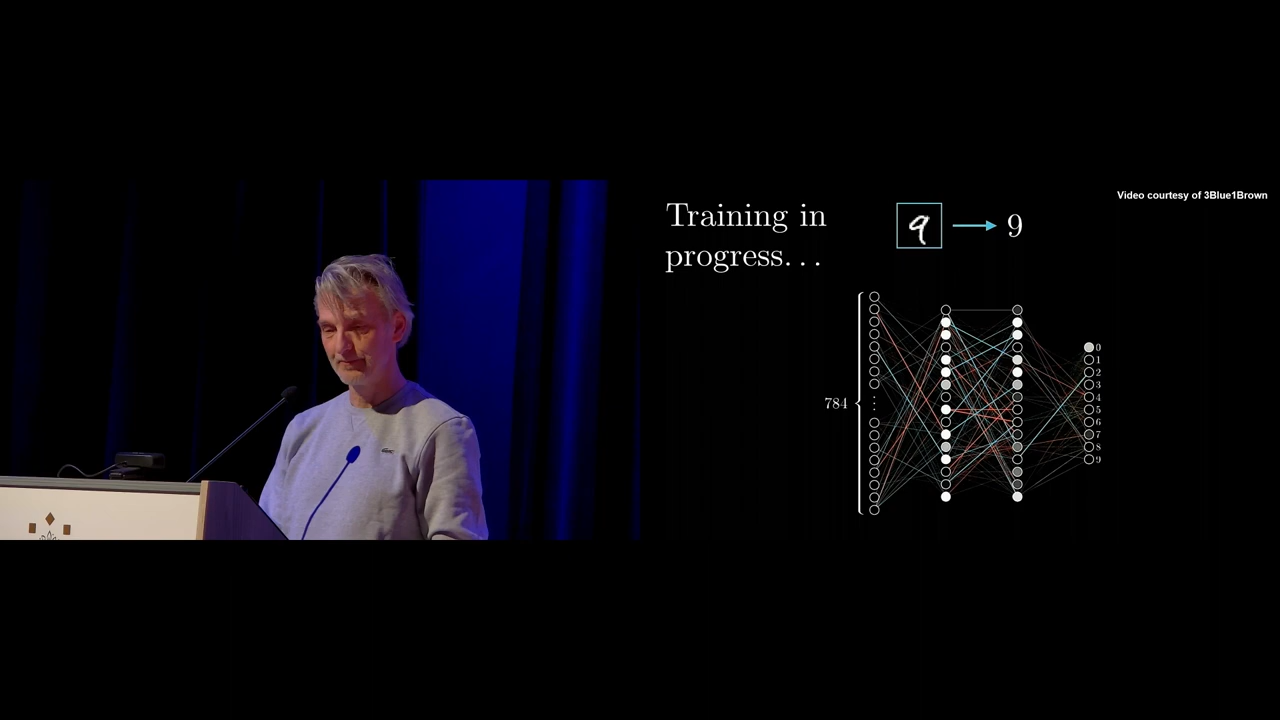 Video courtesy of 3Blue1Brown
Training in
progress...
9 → 9
784
0
1
2
3
4
5
6
7
8
9